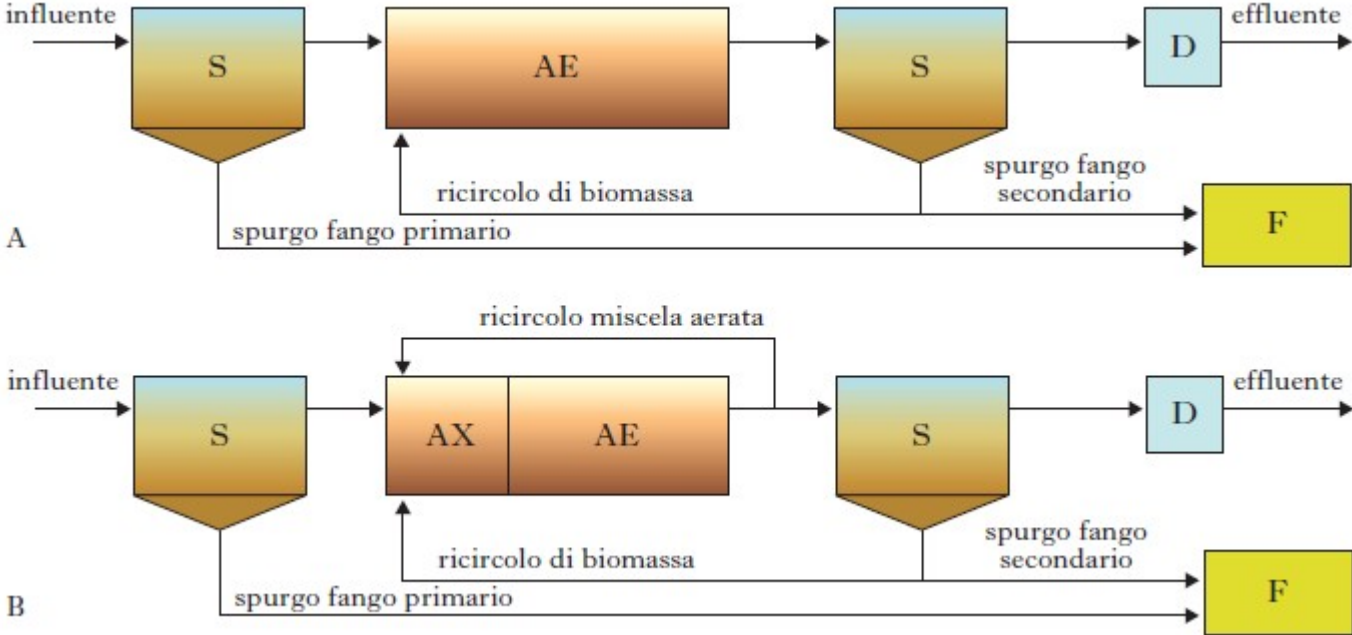 influente
effluente
S
AE
S
D
spurgo fango
secondario
ricircolo di biomassa
F
spurgo fango primario
A
ricircolo miscela aerata
influente
effluente
S
AX
AE
S
D
spurgo fango
secondario
ricircolo di biomassa
F
spurgo fango primario
B